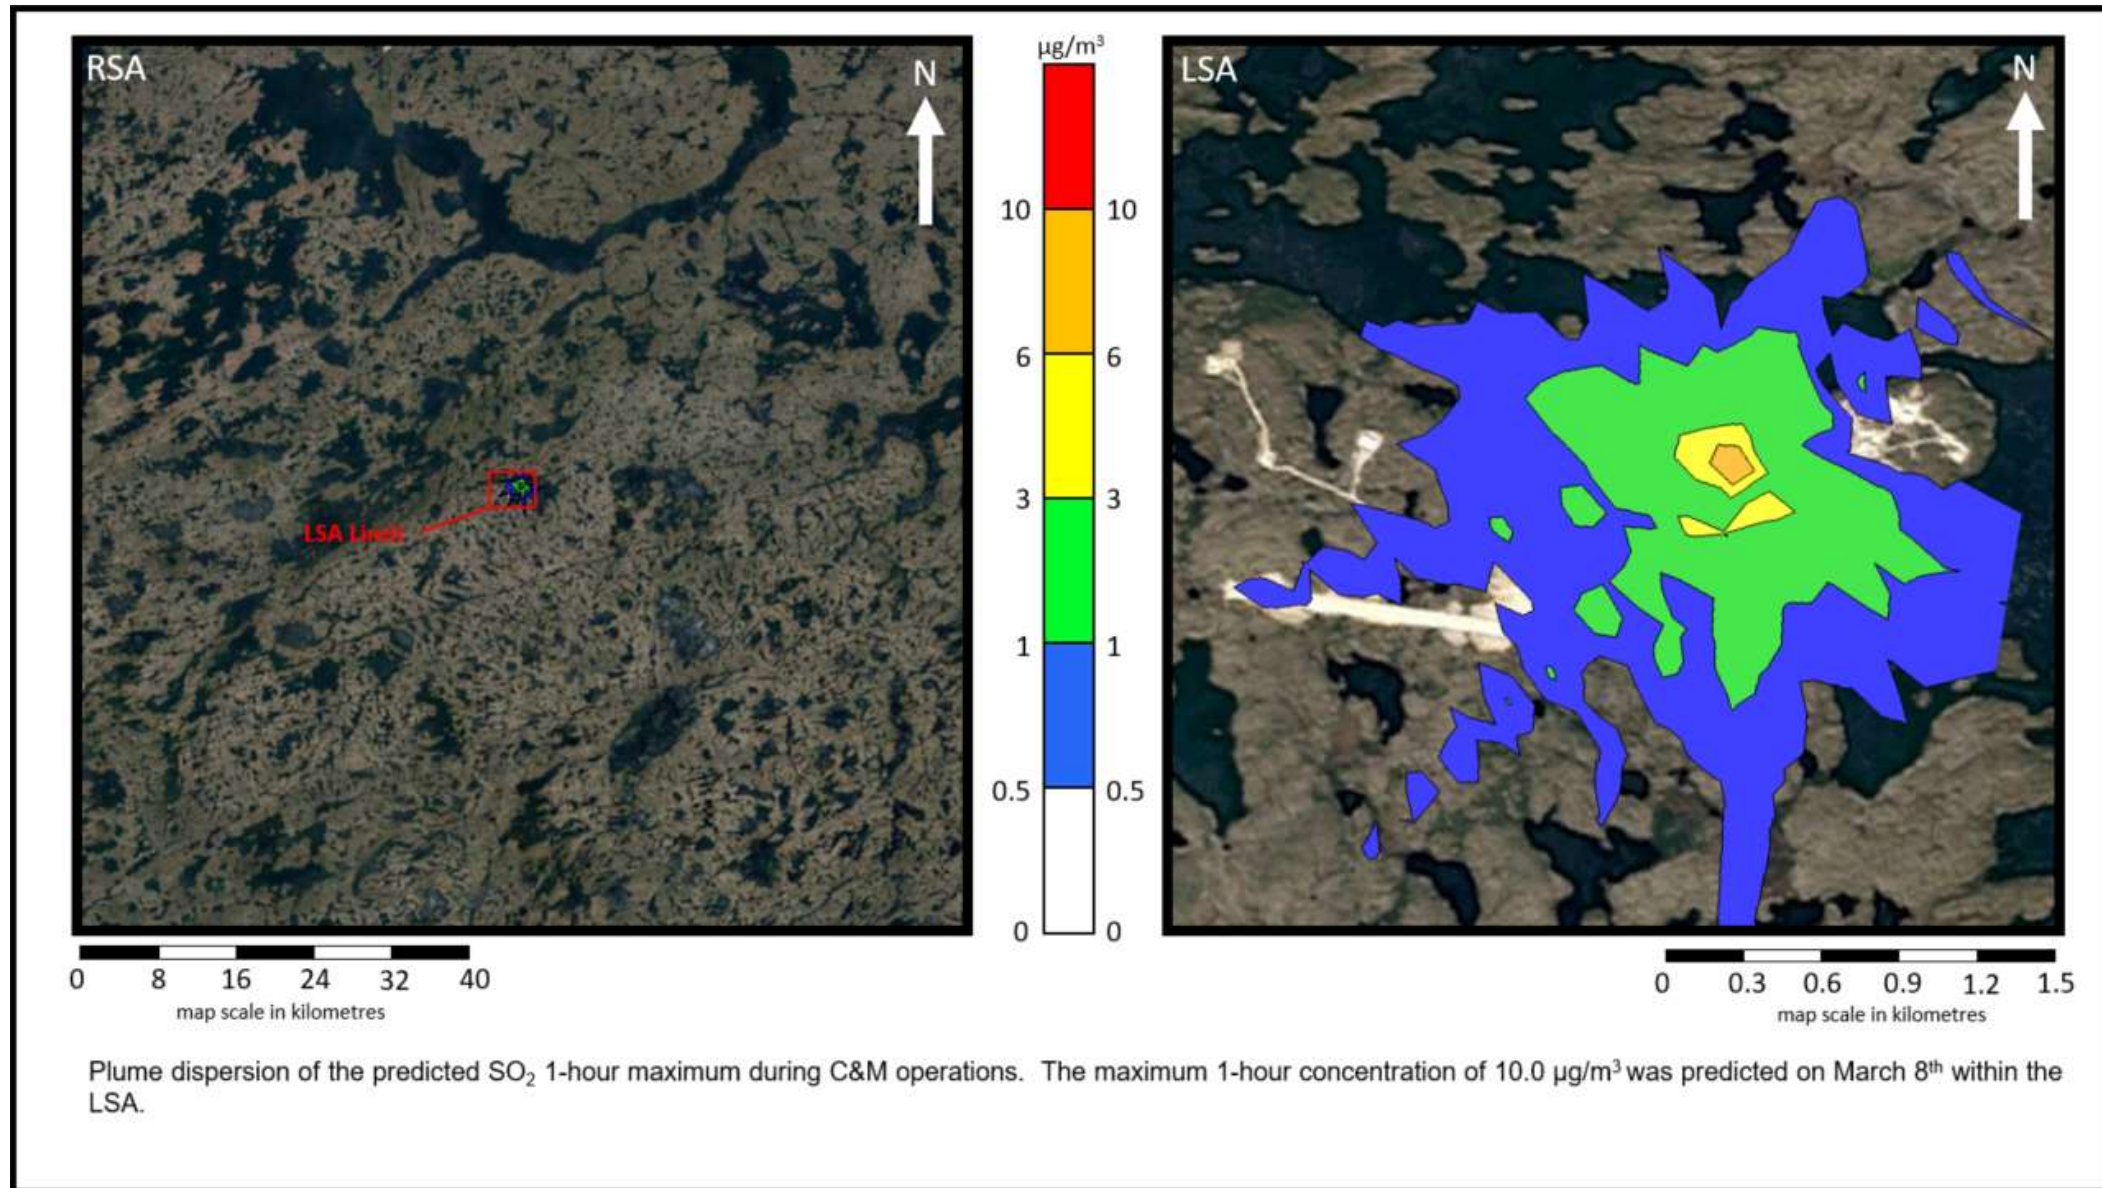 RSA
N
LSA Limit
0 8 16 24 32 40
map scale in kilometres
µg/m³
10 10
6 6
3 3
1 1
0.5 0.5
0 0
LSA
N
0 0.3 0.6 0.9 1.2 1.5
map scale in kilometres
Plume dispersion of the predicted SO₂ 1-hour maximum during C&M operations. The maximum 1-hour concentration of 10.0 µg/m³ was predicted on March 8ᵗʰ within the
LSA.